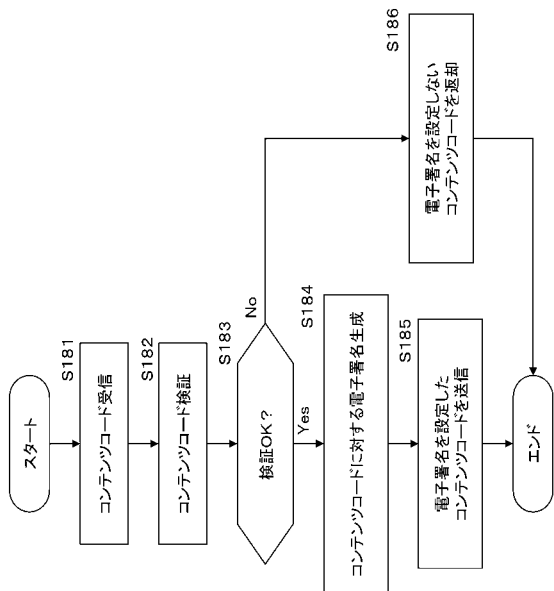 スタート
S181
コンテンツコード受信
S182
コンテンツコード検証
S183
検証OK？
No
Yes
S184
コンテンツコードに対する電子署名生成
S185
電子署名を設定した
コンテンツコードを送信
S186
電子署名を設定しない
コンテンツコードを返却
エンド